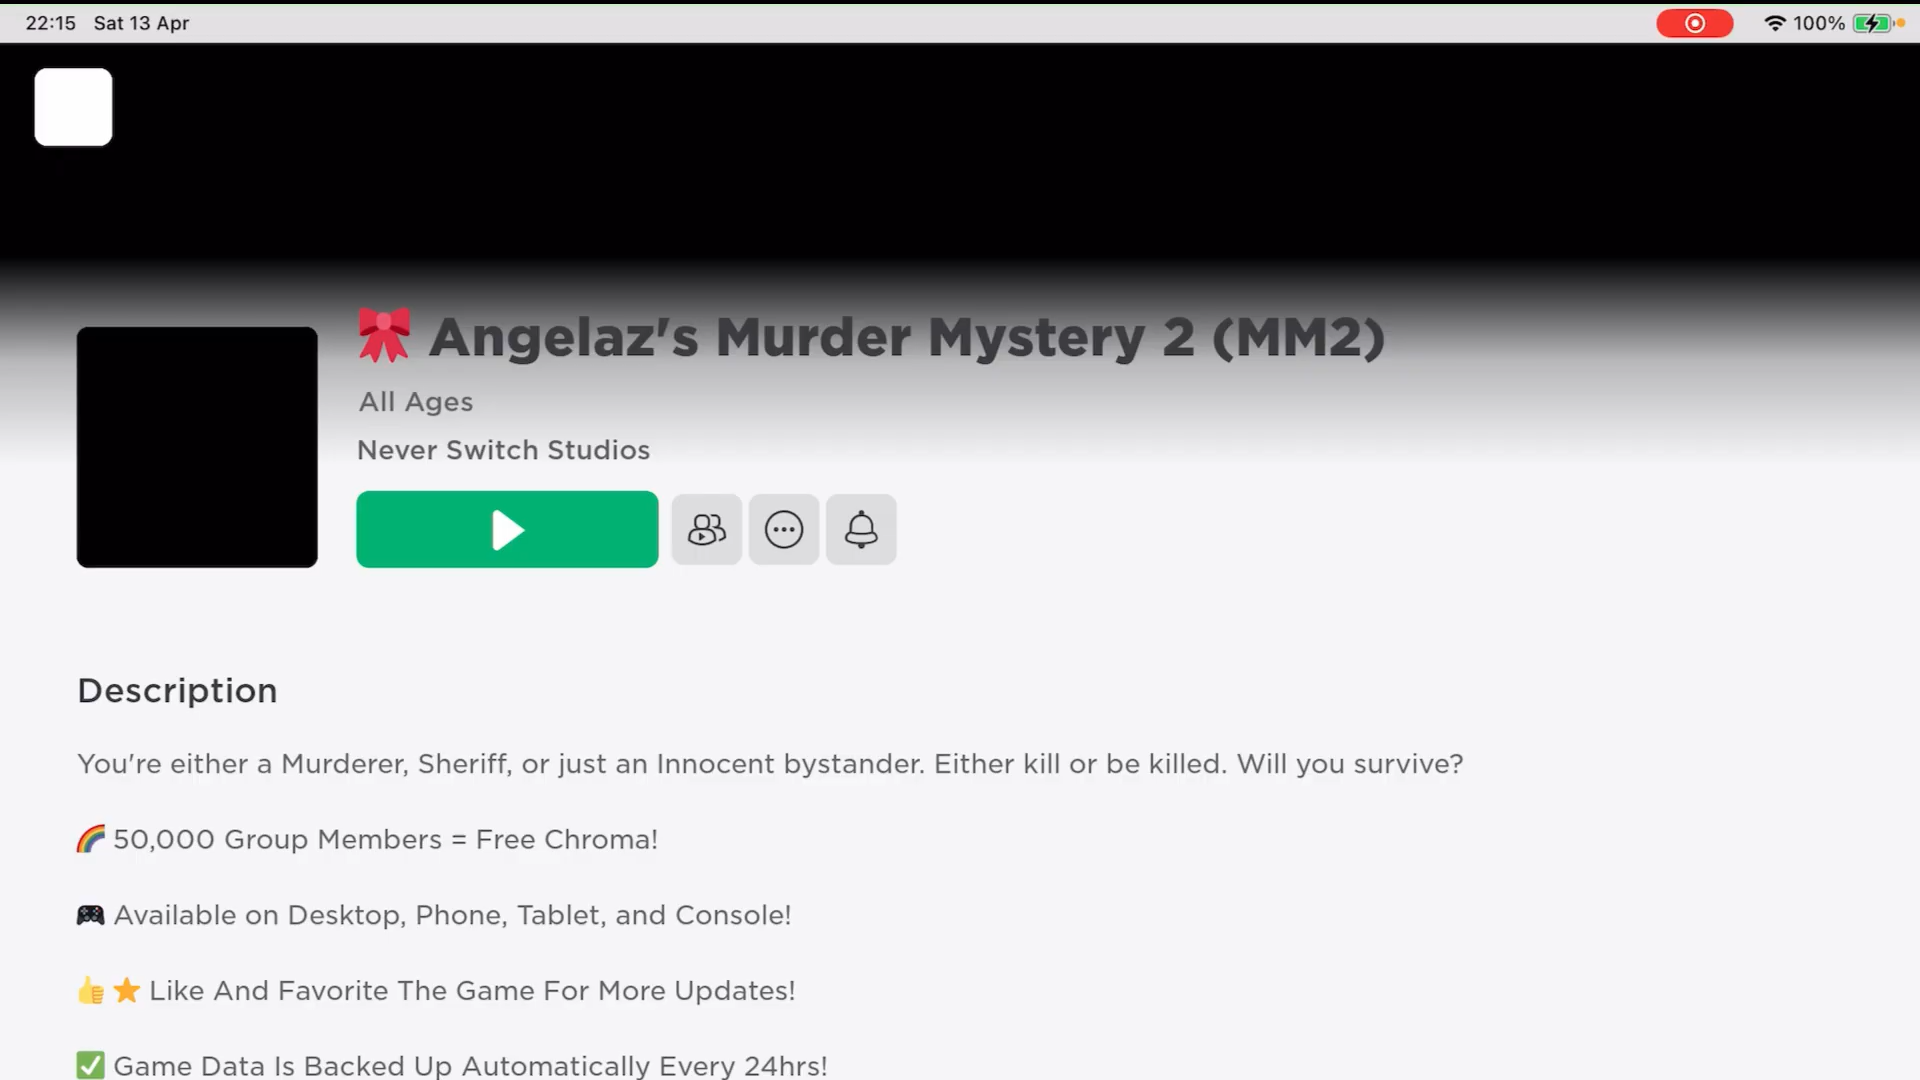 22:15 Sat 13 Apr
100%
🎀 Angelaz's Murder Mystery 2 (MM2)
All Ages
Never Switch Studios
Description
You're either a Murderer, Sheriff, or just an Innocent bystander. Either kill or be killed. Will you survive?
🌈 50,000 Group Members = Free Chroma!
🎮 Available on Desktop, Phone, Tablet, and Console!
👍⭐ Like And Favorite The Game For More Updates!
✅ Game Data Is Backed Up Automatically Every 24hrs!